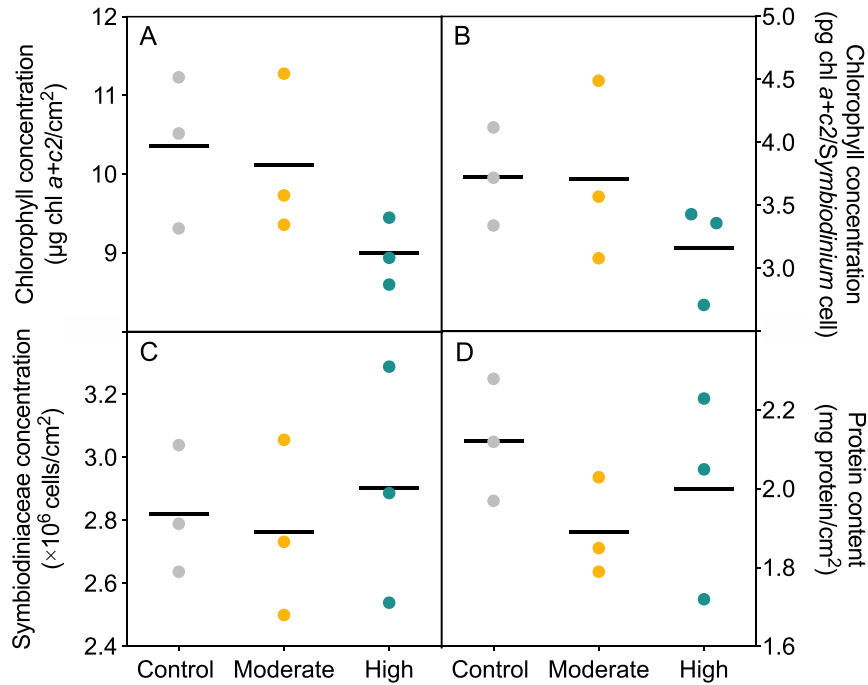 A
B
Chlorophyll concentration
(µg chl a+c2/cm²)
12
11
10
9
5.0
4.5
4.0
3.5
3.0
Chlorophyll concentration
(pg chl a+c2/Symbiodinium cell)
C
D
Symbiodiniaceae concentration
(×10⁶ cells/cm²)
3.2
3.0
2.8
2.6
2.4
2.2
2.0
1.8
1.6
Protein content
(mg protein/cm²)
Control Moderate High Control Moderate High